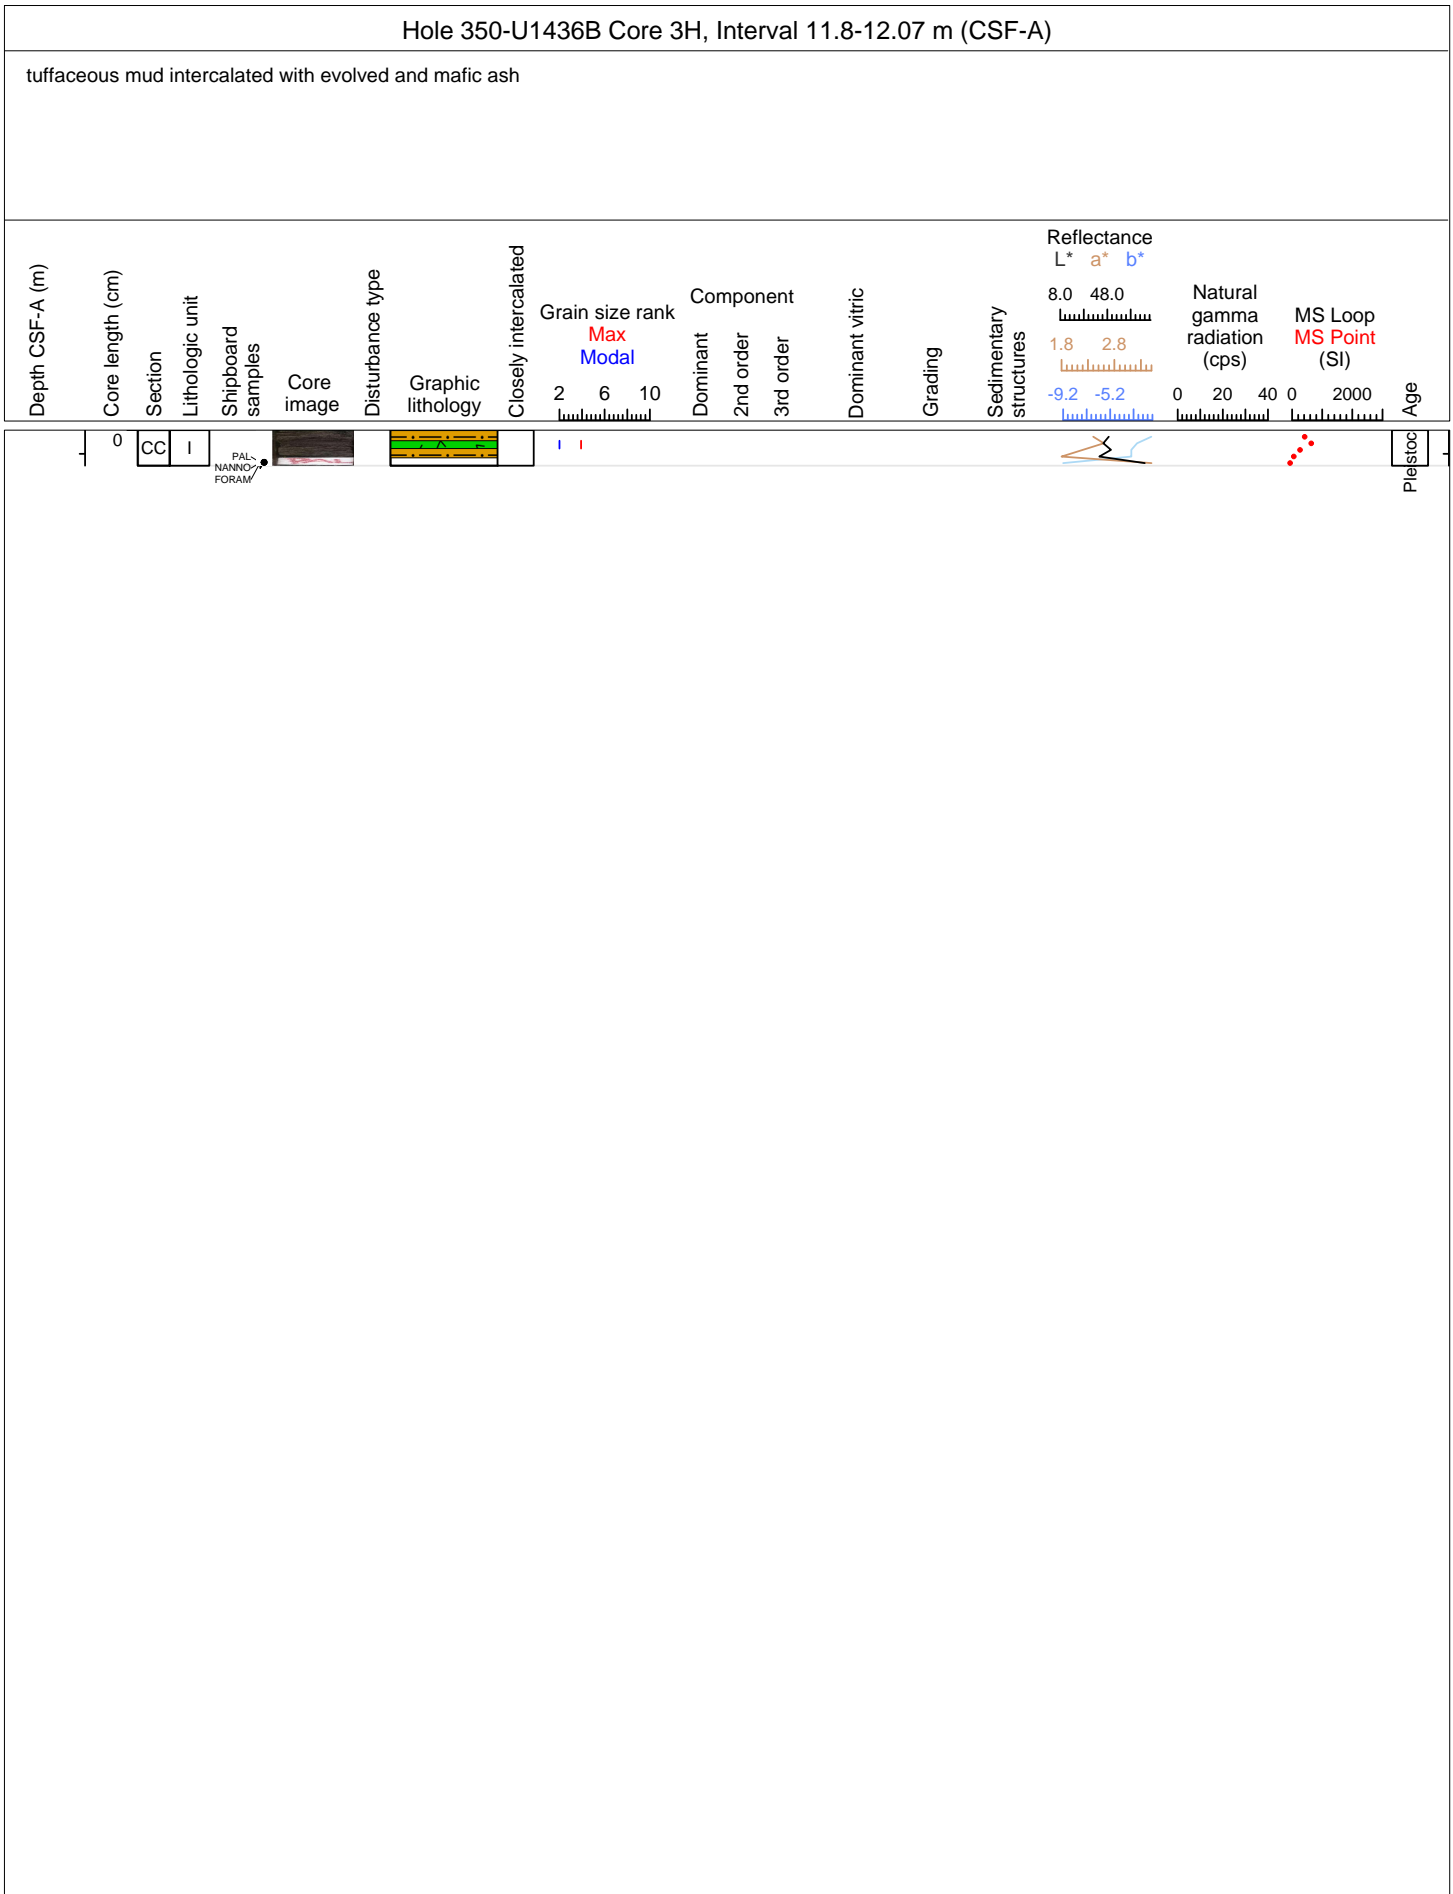 Hole 350-U1436B Core 3H, Interval 11.8-12.07 m (CSF-A)
tuffaceous mud intercalated with evolved and mafic ash
Depth CSF-A (m)
Core length (cm)
Section
Lithologic unit
Shipboard
samples
Core
image
Disturbance type
Graphic
lithology
Closely intercalated
Grain size rank
Max
Modal
2 6 10
Component
Dominant
2nd order
3rd order
Dominant vitric
Grading
Sedimentary
structures
Reflectance
L* a* b*
8.0 48.0
1.8 2.8
-9.2 -5.2
Natural
gamma
radiation
(cps)
0 20 40
MS Loop
MS Point
(SI)
0 2000
Age
0
CC
I
PAL
NANNO
FORAM
Pleistoc